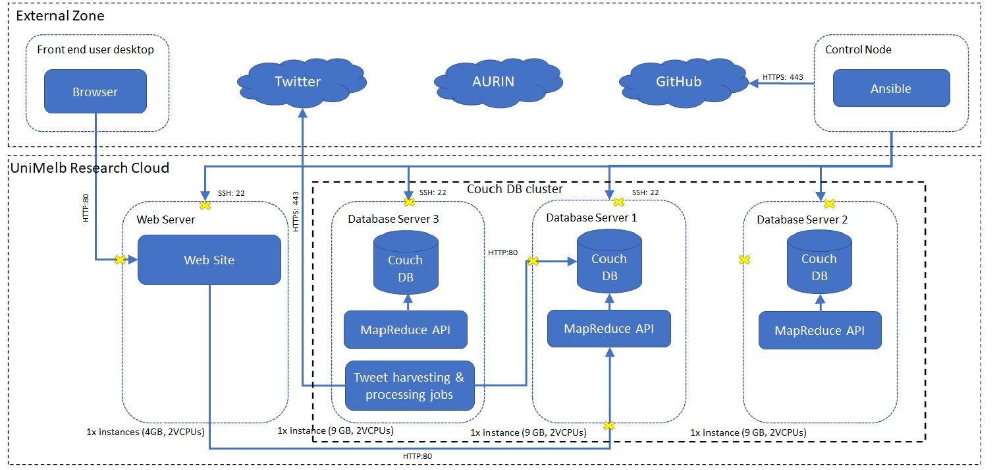 External Zone
Front end user desktop
Browser
Twitter
AURIN
GitHub
HTTPS: 443
Control Node
Ansible
UniMelb Research Cloud
HTTP:80
SSH: 22
HTTPS: 443
Couch DB cluster
SSH: 22
SSH: 22
Web Server
Web Site
Database Server 3
Couch
DB
MapReduce API
Tweet harvesting &
processing jobs
HTTP:80
Database Server 1
Couch
DB
MapReduce API
Database Server 2
Couch
DB
MapReduce API
1x instances (4GB, 2VCPUs)
1x instance (9 GB, 2VCPUs)
1x instance (9 GB, 2VCPUs)
1x instance (9 GB, 2VCPUs)
HTTP:80